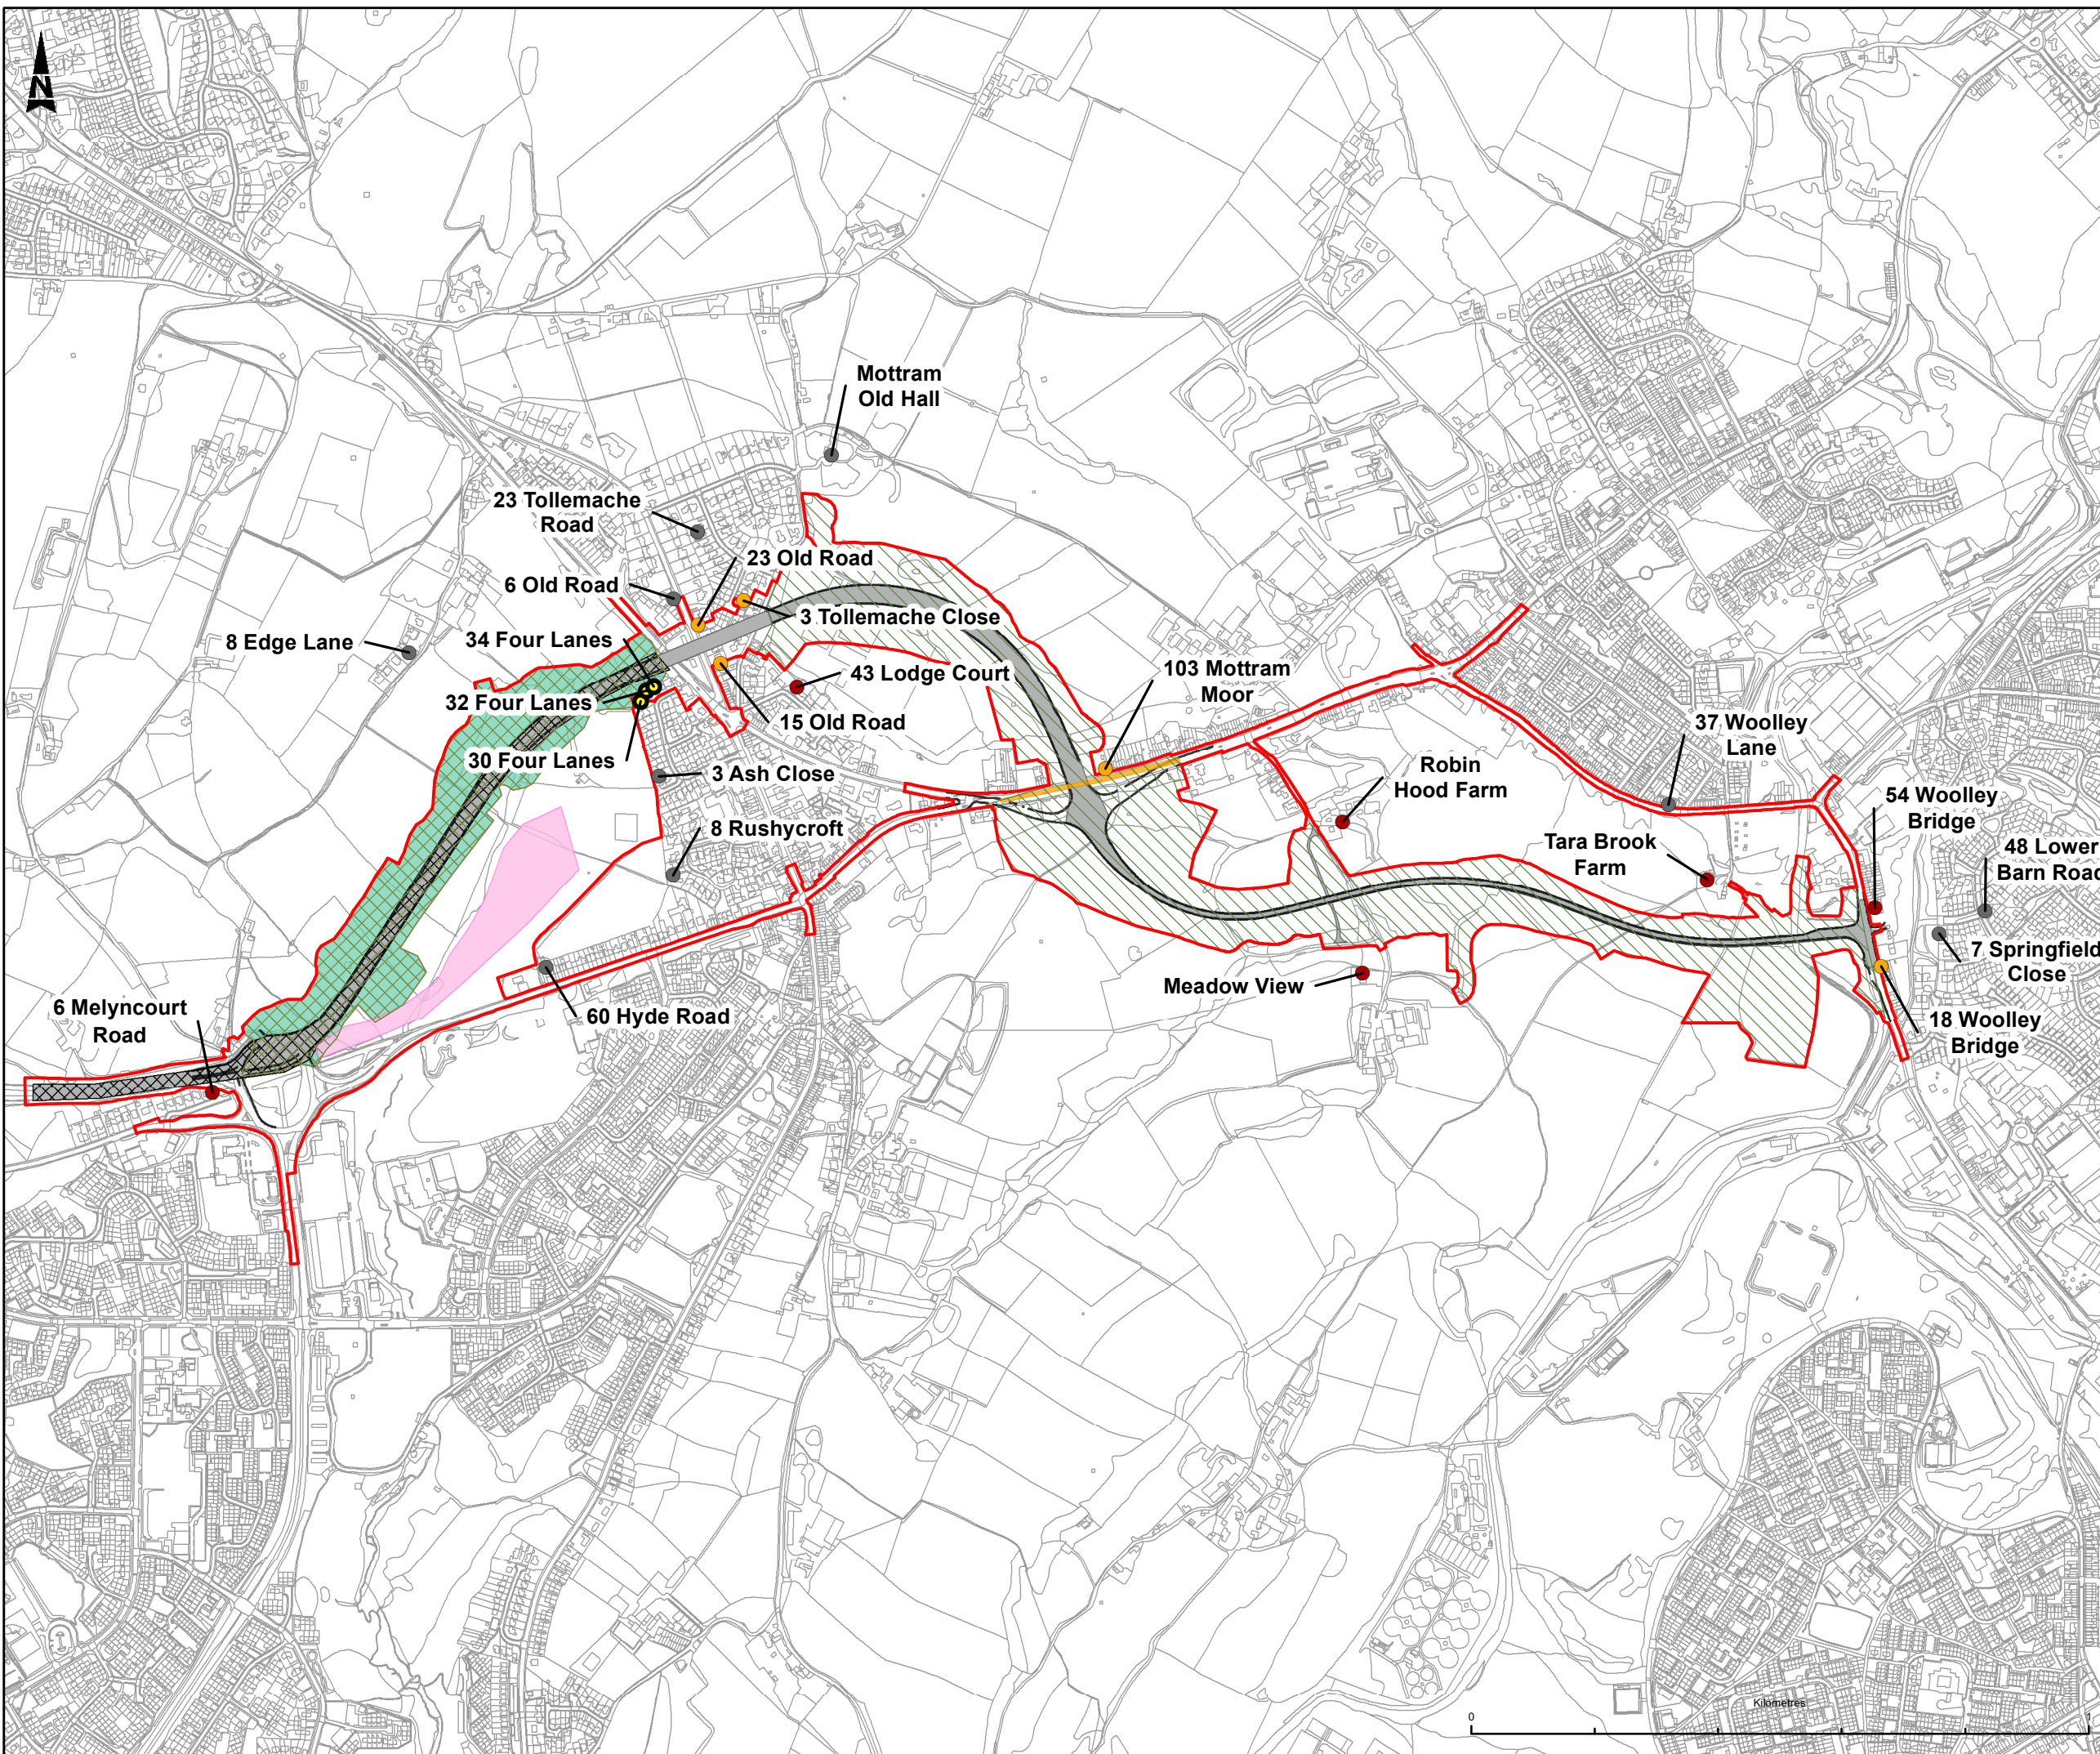 N
Mottram
Old Hall
23 Tollemache
Road
23 Old Road
6 Old Road
3 Tollemache Close
34 Four Lanes
8 Edge Lane
43 Lodge Court
103 Mottram
Moor
32 Four Lanes
15 Old Road
37 Woolley
Lane
30 Four Lanes
3 Ash Close
Robin
Hood Farm
54 Woolley
Bridge
8 Rushycroft
Tara Brook
Farm
48 Lower
Barn Road
7 Springfield
Close
Meadow View
6 Melyncourt
Road
60 Hyde Road
18 Woolley
Bridge
Kilometres
0
1